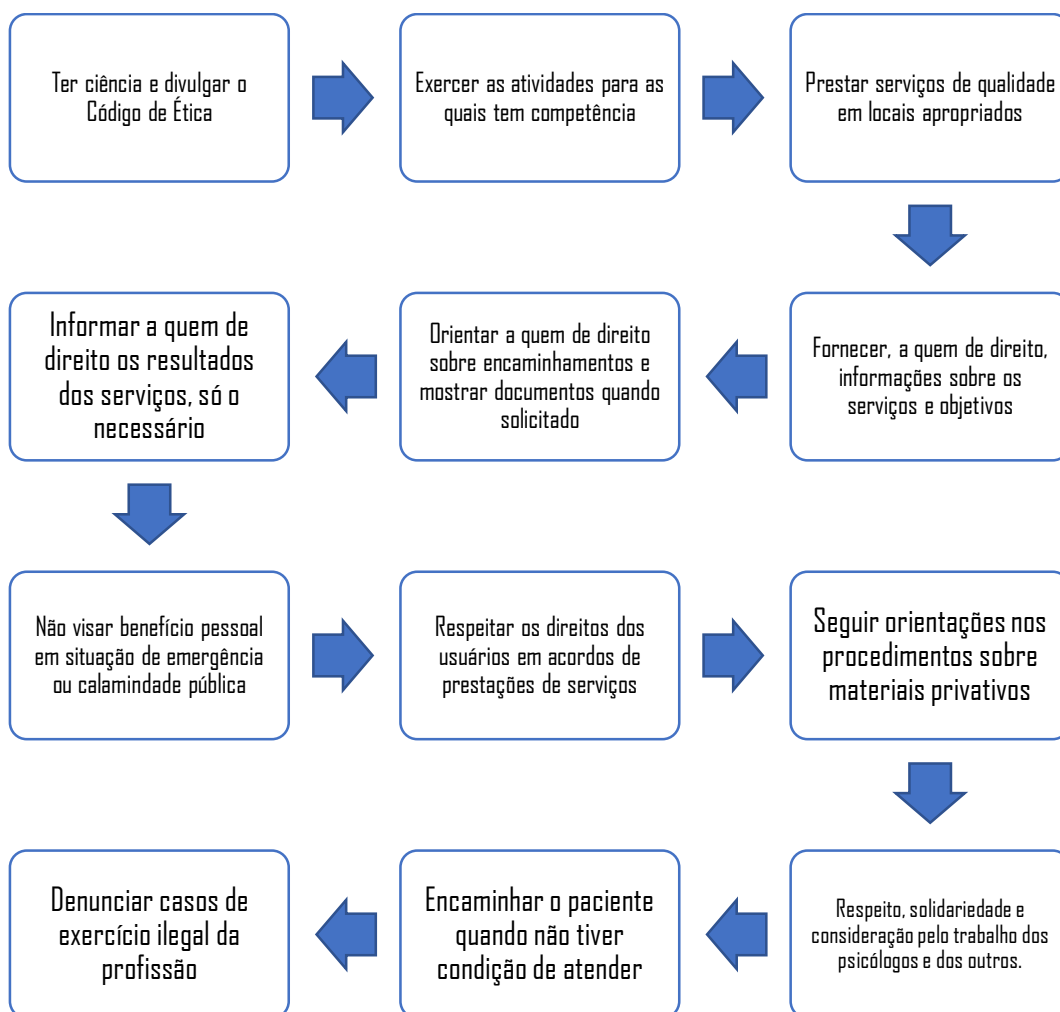 Ter ciência e divulgar o
Código de Ética
Exercer as atividades para as
quais tem competência
Prestar serviços de qualidade
em locais apropriados
Fornecer, a quem de direito,
informações sobre os
serviços e objetivos
Orientar a quem de direito
sobre encaminhamentos e
mostrar documentos quando
solicitado
Informar a quem de
direito os resultados
dos serviços, só o
necessário
Não visar benefício pessoal
em situação de emergência
ou calamindade pública
Respeitar os direitos dos
usuários em acordos de
prestações de serviços
Seguir orientações nos
procedimentos sobre
materiais privativos
Respeito, solidariedade e
consideração pelo trabalho dos
psicólogos e dos outros.
Encaminhar o paciente
quando não tiver
condição de atender
Denunciar casos de
exercício ilegal da
profissão